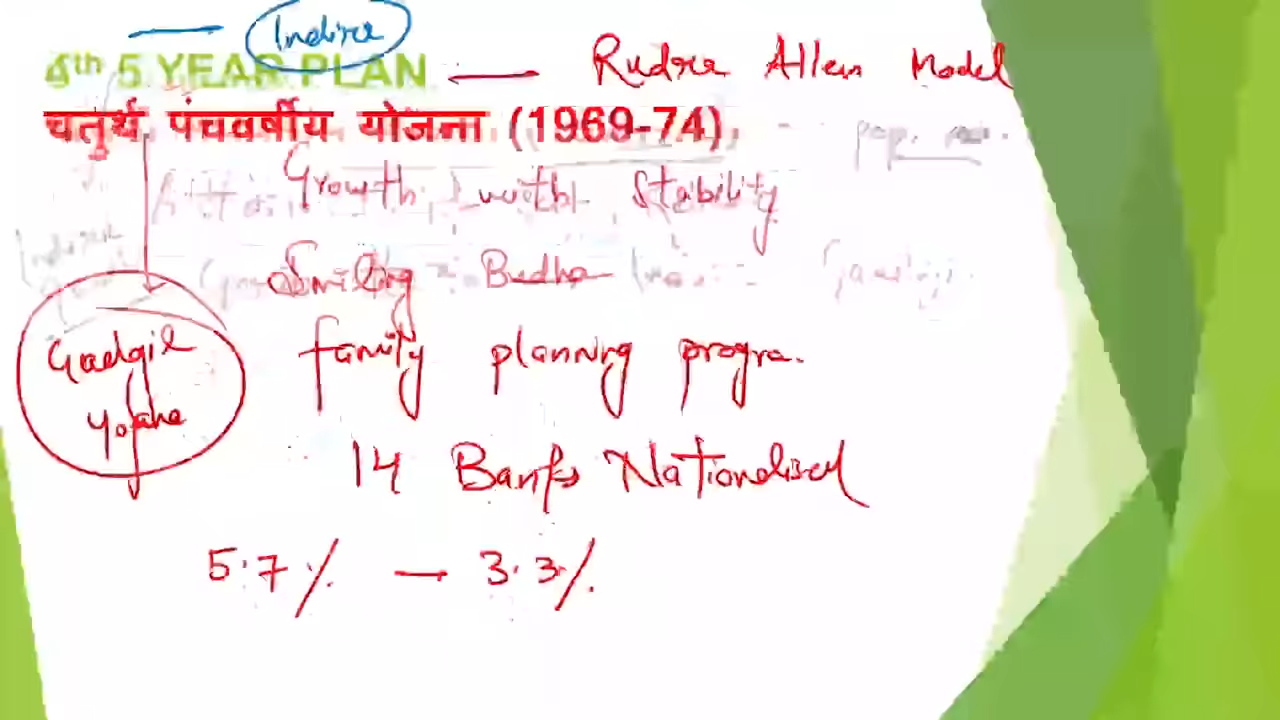 Indira
4th 5 YEAR PLAN — Rudra Allen Model
चतुर्थ पंचवर्षीय योजना (1969-74)
Growth with Stability
Smiling Budha
Gadgil Yojana
family planning progra.
14 Banks Nationalised
5.7% → 3.3%